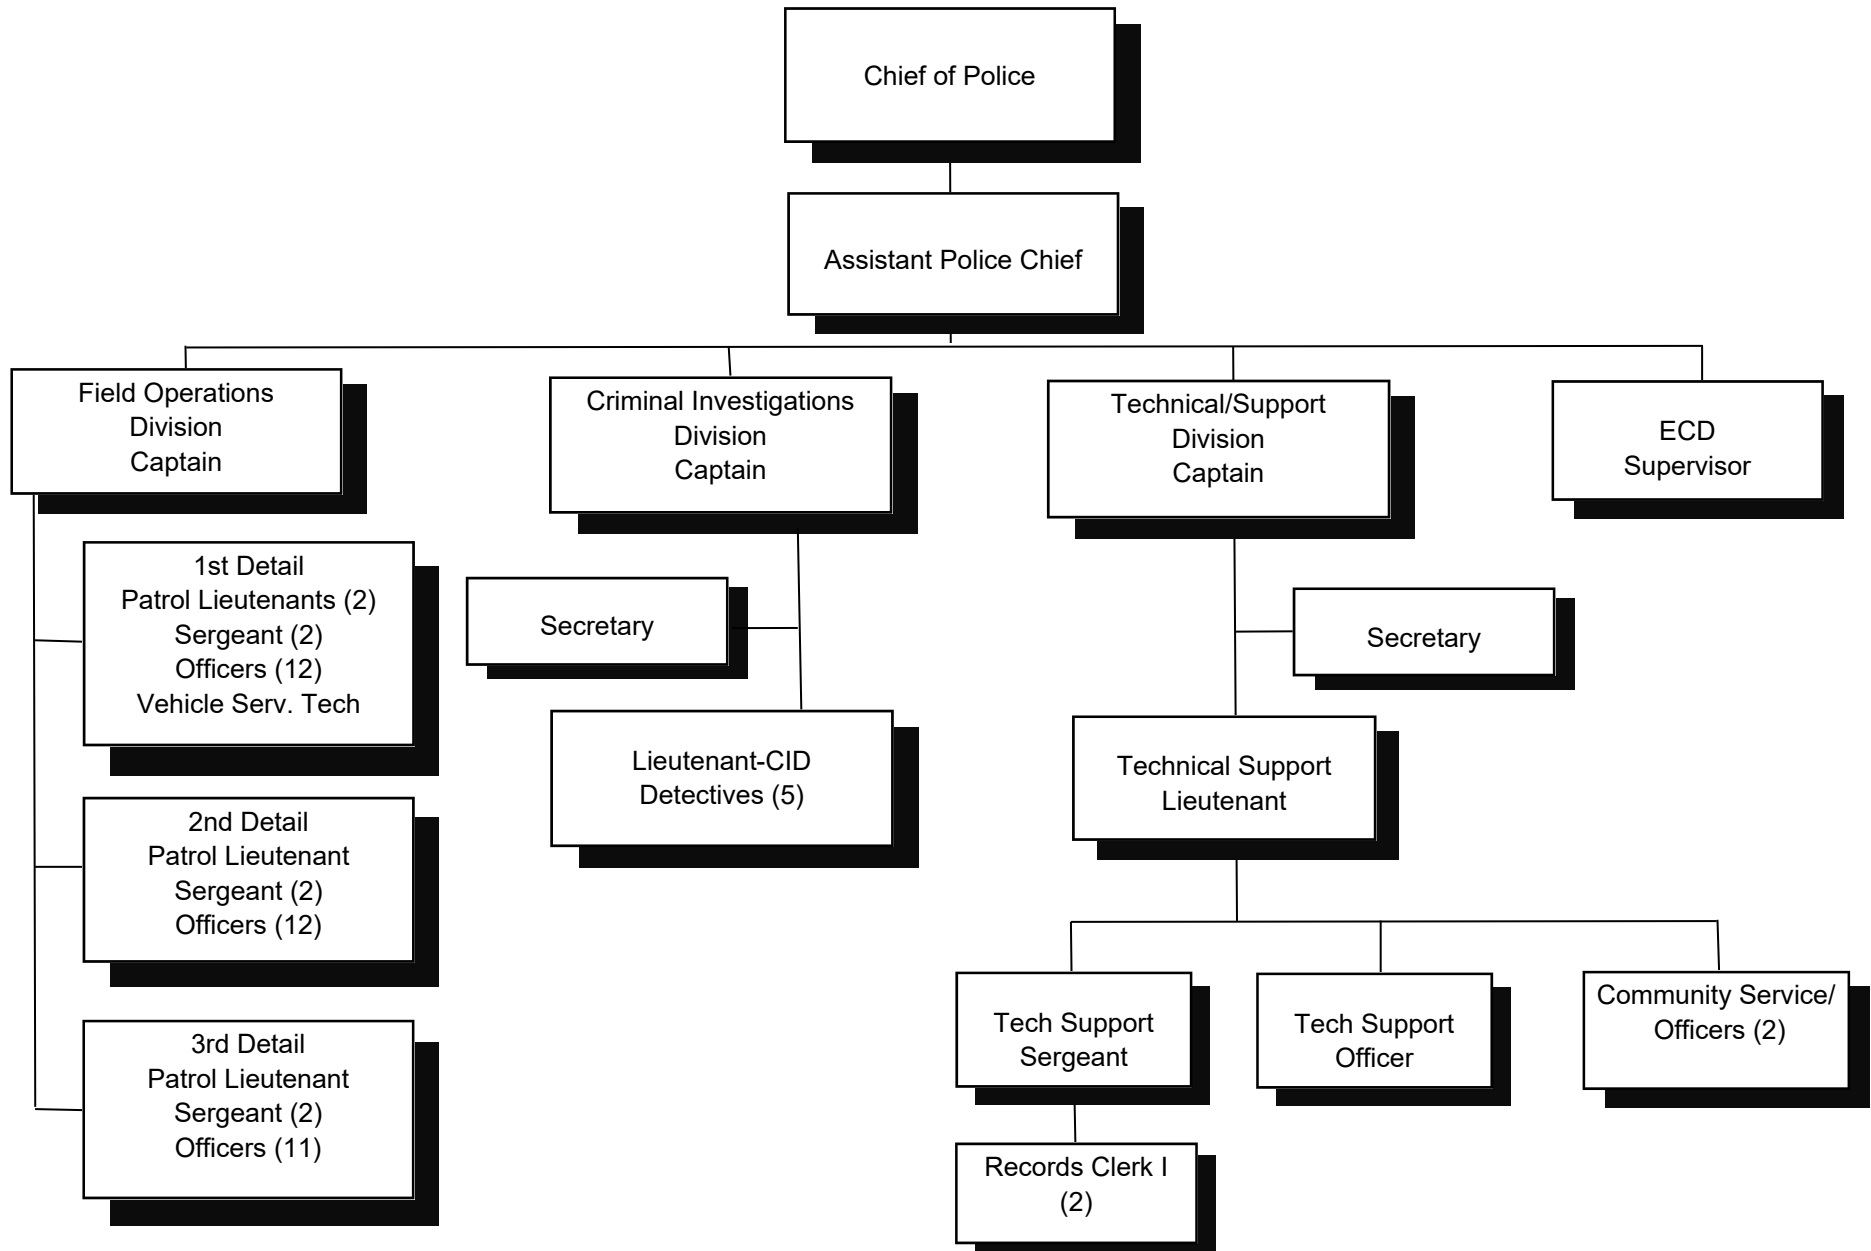 Chief of Police
Assistant Police Chief
Field Operations
Division
Captain
Criminal Investigations
Division
Captain
Technical/Support
Division
Captain
ECD
Supervisor
1st Detail
Patrol Lieutenants (2)
Sergeant (2)
Officers (12)
Vehicle Serv. Tech
Secretary
Secretary
Lieutenant-CID
Detectives (5)
Technical Support
Lieutenant
2nd Detail
Patrol Lieutenant
Sergeant (2)
Officers (12)
Tech Support
Sergeant
Tech Support
Officer
Community Service/
Officers (2)
3rd Detail
Patrol Lieutenant
Sergeant (2)
Officers (11)
Records Clerk I
(2)